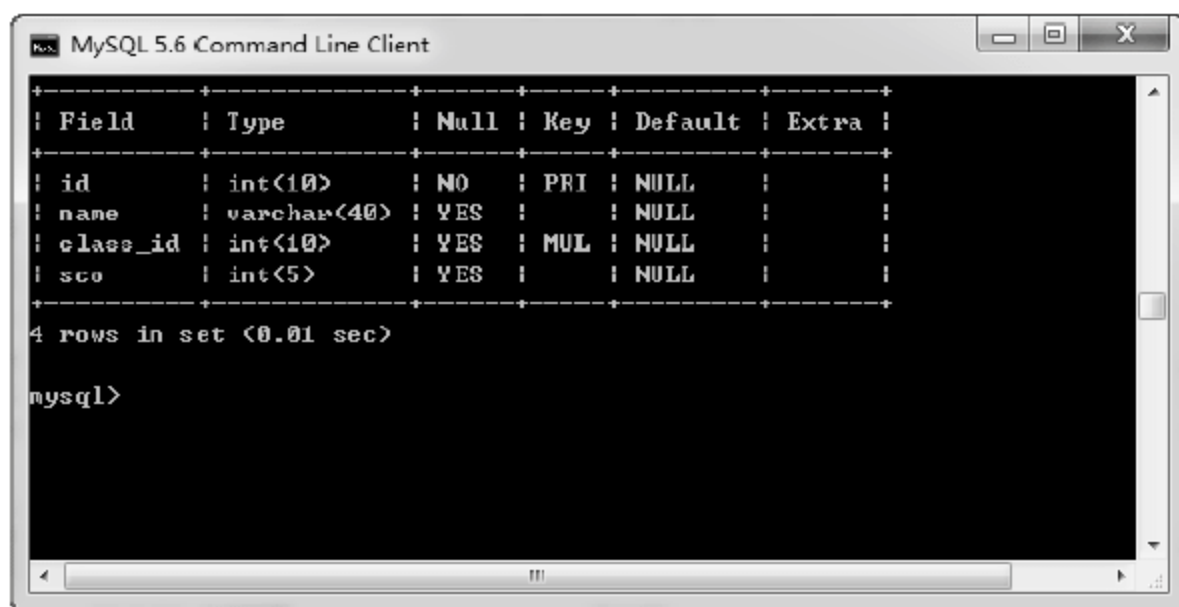 MySQL 5.6 Command Line Client
+----------+-------------+------+-----+---------+-------+
| Field | Type | Null | Key | Default | Extra |
+----------+-------------+------+-----+---------+-------+
| id | int(10) | NO | PRI | NULL | |
| name | varchar(40) | YES | | NULL | |
| class_id | int(10) | YES | MUL | NULL | |
| sco | int(5) | YES | | NULL | |
+----------+-------------+------+-----+---------+-------+
4 rows in set (0.01 sec)
mysql>